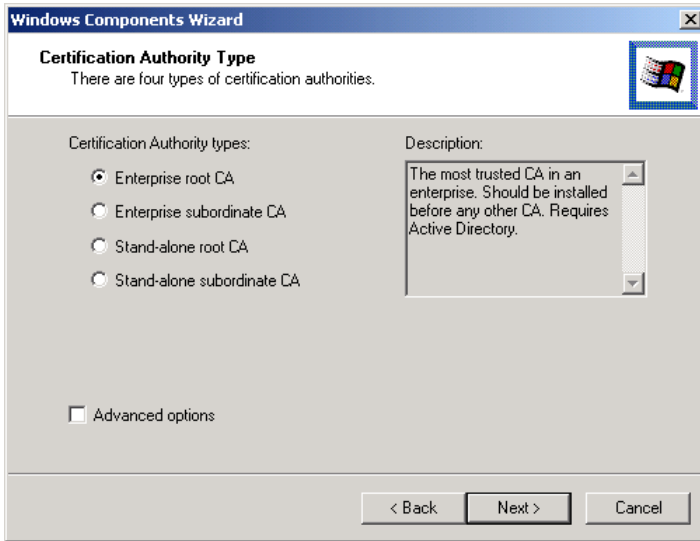 Windows Components Wizard
Certification Authority Type
There are four types of certification authorities.
Certification Authority types:
Enterprise root CA
Enterprise subordinate CA
Stand-alone root CA
Stand-alone subordinate CA
Description:
The most trusted CA in an
enterprise. Should be installed
before any other CA. Requires
Active Directory.
Advanced options
< Back
Next >
Cancel